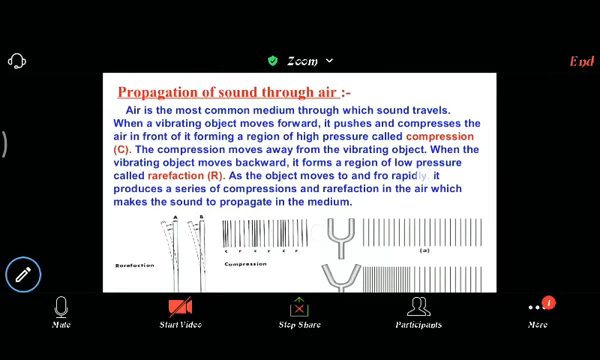 Zoom
End
Propagation of sound through air :-
Air is the most common medium through which sound travels.
When a vibrating object moves forward, it pushes and compresses the
air in front of it forming a region of high pressure called compression
(C). The compression moves away from the vibrating object. When the
vibrating object moves backward, it forms a region of low pressure
called rarefaction (R). As the object moves to and fro rapidly, it
produces a series of compressions and rarefaction in the air which
makes the sound to propagate in the medium.
A B
(a)
Rarefaction
Compression
Mute
Start Video
Stop Share
Participants
1
More